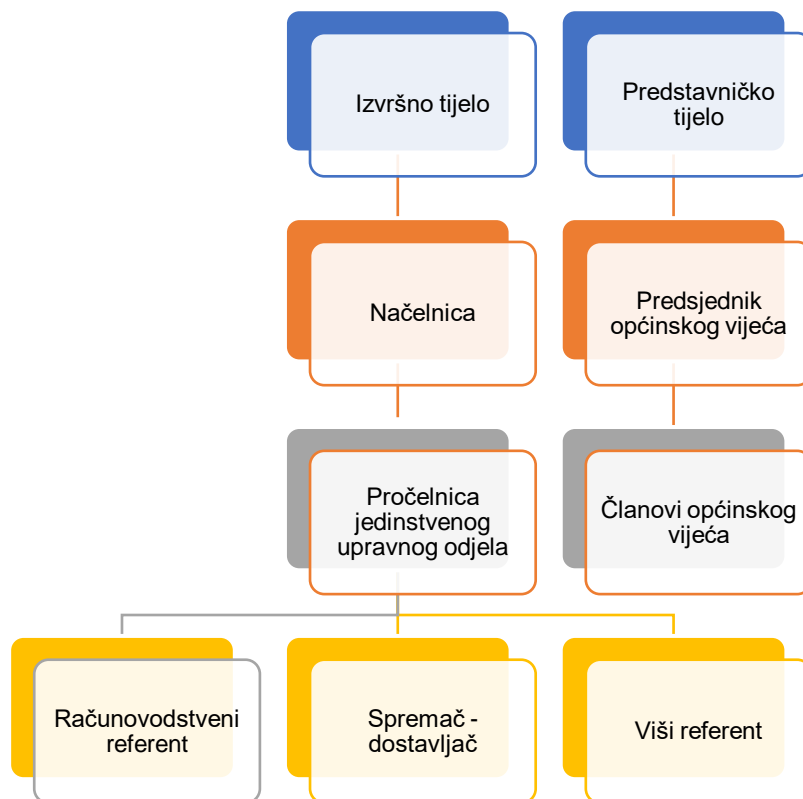 Izvršno tijelo
Predstavničko
tijelo
Načelnica
Predsjednik
općinskog vijeća
Pročelnica
jedinstvenog
upravnog odjela
Članovi općinskog
vijeća
Računovodstveni
referent
Spremač -
dostavljač
Viši referent